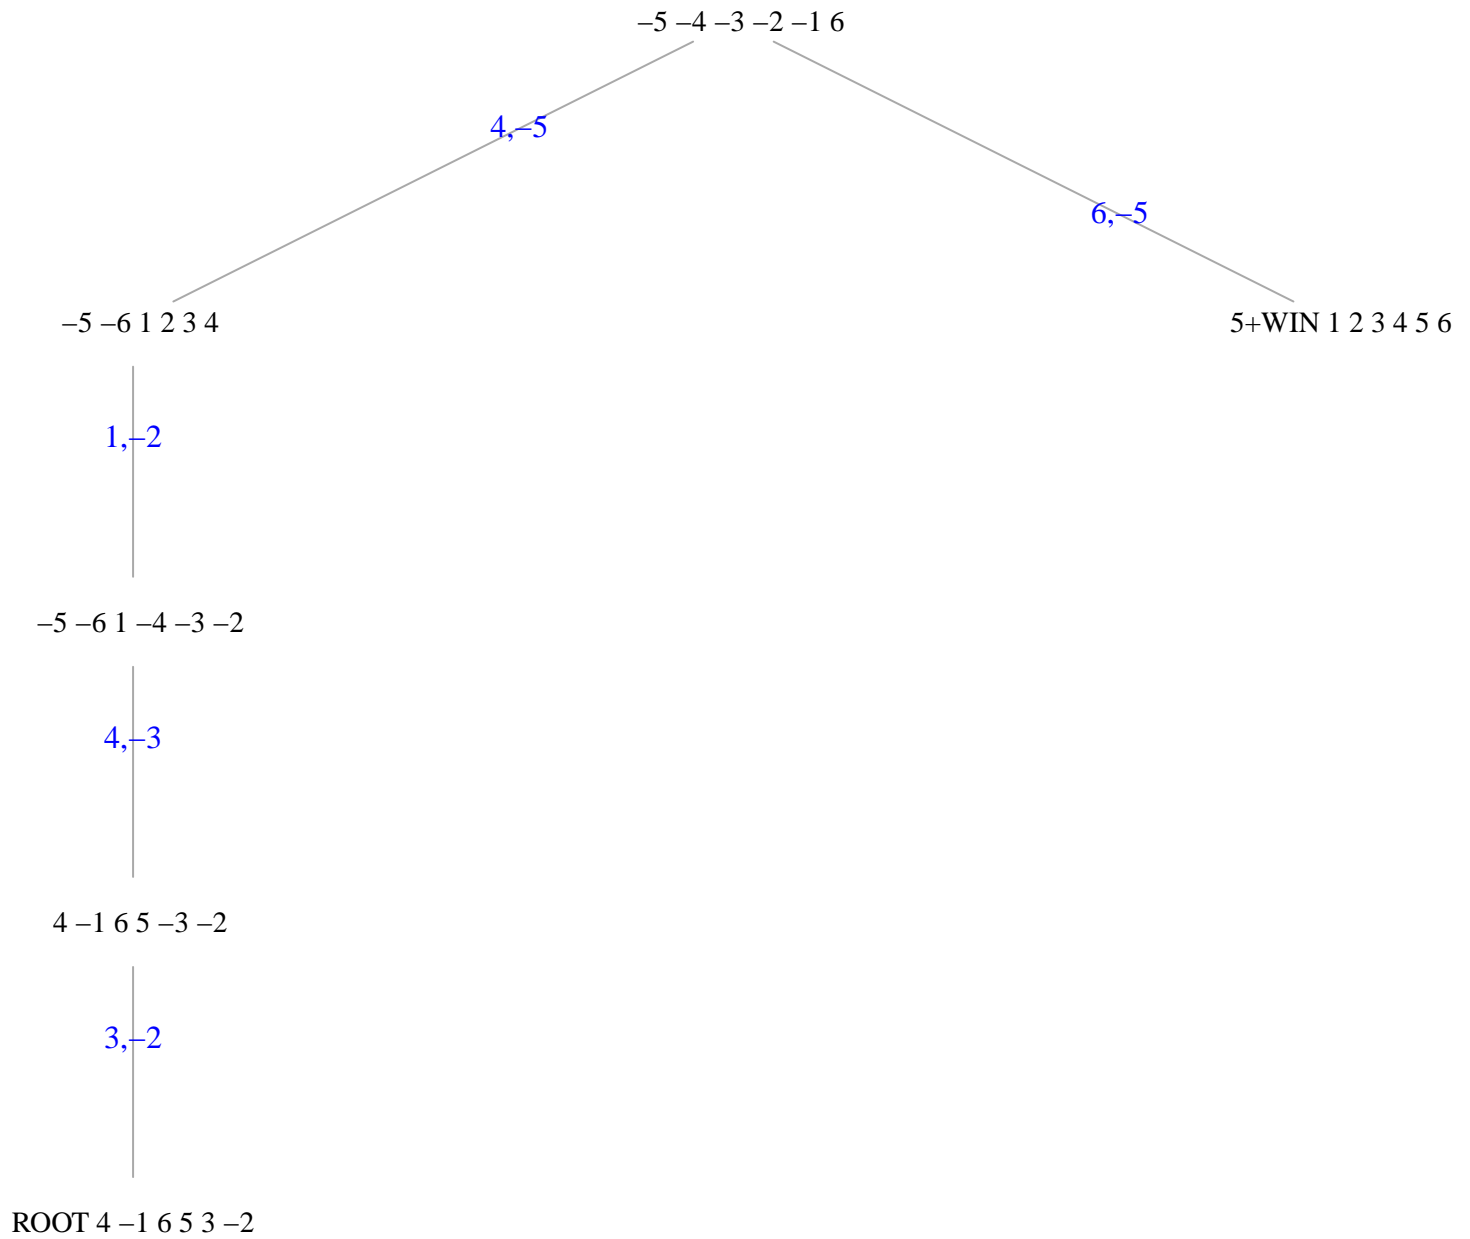 –5 –4 –3 –2 –1 6
4,–5
6,–5
–5 –6 1 2 3 4
5+WIN 1 2 3 4 5 6
1,–2
–5 –6 1 –4 –3 –2
4,–3
4 –1 6 5 –3 –2
3,–2
ROOT 4 –1 6 5 3 –2